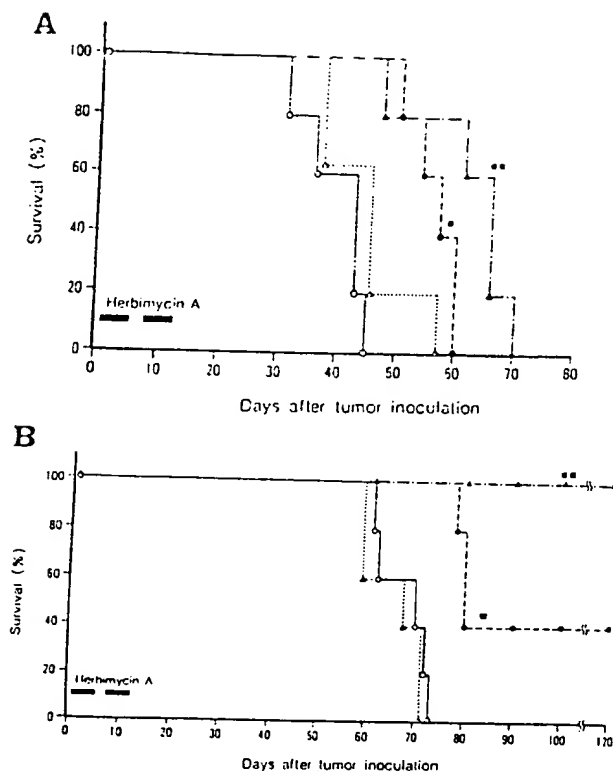 A
100
80
60
40
20
0
Survival (%)
**
*
Herbimycin A
0 10 20 30 40 50 60 70 80
Days after tumor inoculation
B
100
80
60
40
20
0
Survival (%)
**
*
Herbimycin A
0 10 20 30 40 50 60 70 80 90 100 120
Days after tumor inoculation